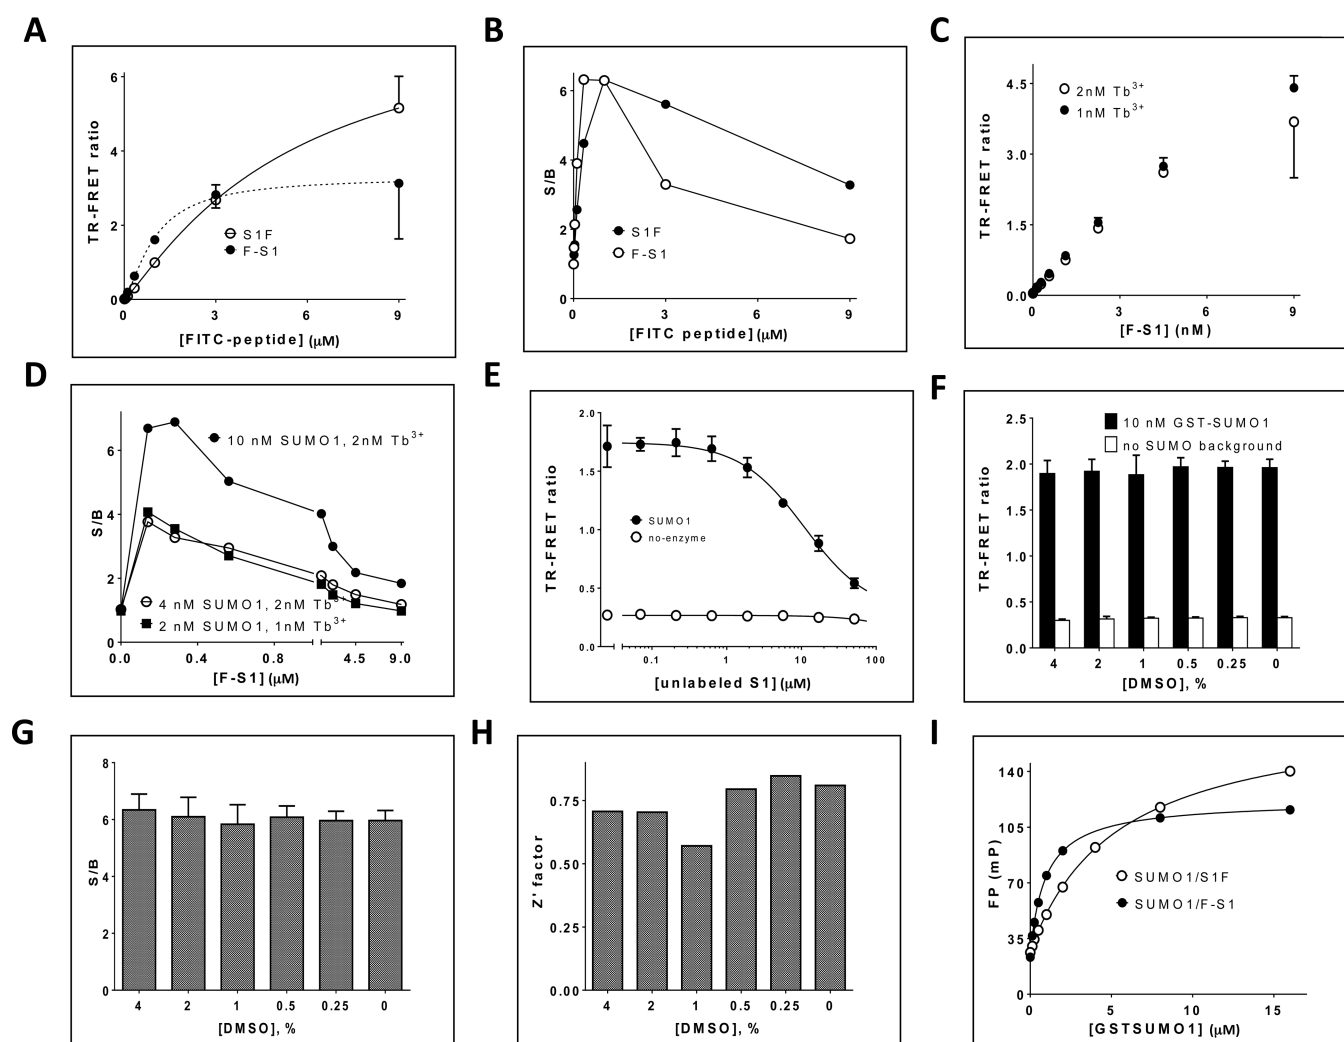 A
TR-FRET ratio
6
4
2
0
S1F
F-S1
0 3 6 9
[FITC-peptide] (μM)
B
S/B
6
4
2
0
S1F
F-S1
0 3 6 9
[FITC peptide] (μM)
C
TR-FRET ratio
4.5
3.0
1.5
0.0
2nM Tb3+
1nM Tb3+
0 3 6 9
[F-S1] (nM)
D
S/B
6
4
2
0
10 nM SUMO1, 2nM Tb3+
4 nM SUMO1, 2nM Tb3+
2 nM SUMO1, 1nM Tb3+
0.0 0.4 0.8 4.5 9.0
[F-S1] (μM)
E
TR-FRET ratio
2.0
1.5
1.0
0.5
0.0
SUMO1
no-enzyme
0.1 1 10 100
[unlabeled S1] (μM)
F
TR-FRET ratio
2.5
2.0
1.5
1.0
0.5
0.0
10 nM GST-SUMO1
no SUMO background
4 2 1 0.5 0.25 0
[DMSO], %
G
S/B
8
6
4
2
0
4 2 1 0.5 0.25 0
[DMSO], %
H
Z' factor
0.75
0.50
0.25
0.00
4 2 1 0.5 0.25 0
[DMSO], %
I
FP (mP)
140
105
70
35
0
SUMO1/S1F
SUMO1/F-S1
0 5 10 15
[GSTSUMO1] (μM)